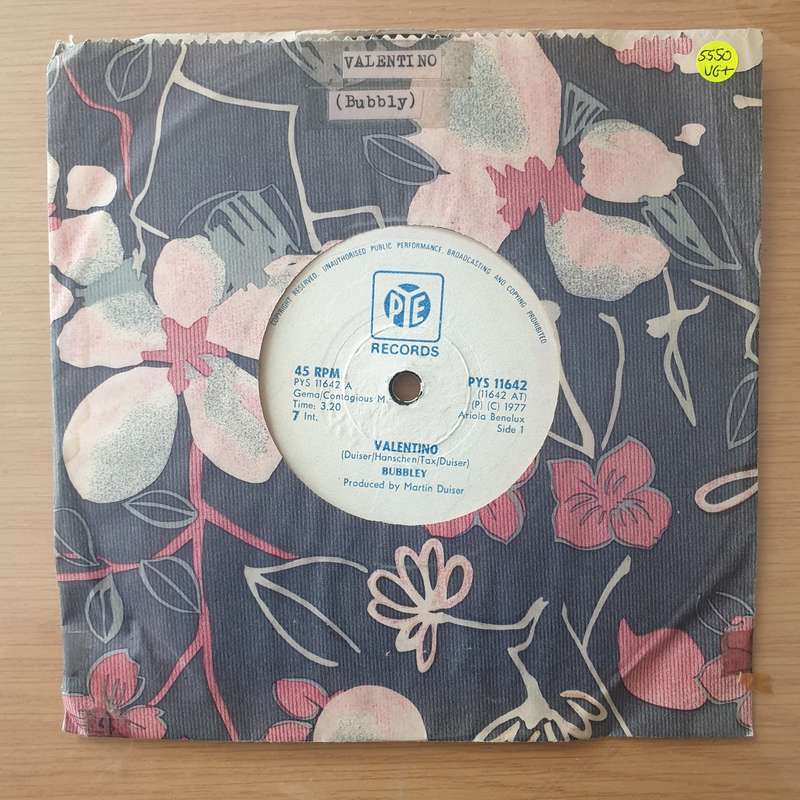 VALENTINO
(Bubbly)
5550
VG+
COPYRIGHT RESERVED. UNAUTHORISED PUBLIC PERFORMANCE. BROADCASTING AND COPYING PROHIBITED
PYE
RECORDS
45 RPM
PYS 11642 A
Gema/Contagious M.
Time: 3.20
7 Int.
PYS 11642
(11642 AT)
(P) (C) 1977
Ariola Benelux
Side 1
VALENTINO
(Duiser/Hanschen/Tax/Duiser)
BUBBLEY
Produced by Martin Duiser